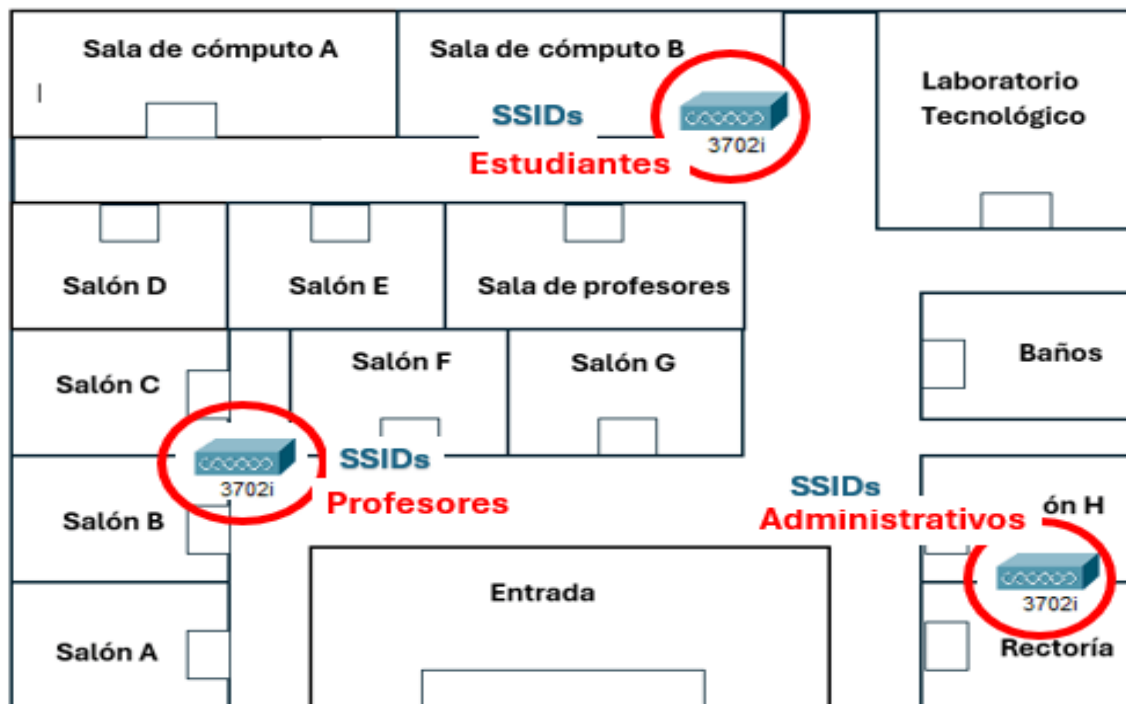 Sala de cómputo A
Sala de cómputo B
Laboratorio
Tecnológico
SSIDs
Estudiantes
3702i
Salón D
Salón E
Sala de profesores
Salón C
Salón F
Salón G
Baños
SSIDs
Profesores
3702i
Salón B
SSIDs
Administrativos
ón H
3702i
Entrada
Salón A
Rectoría